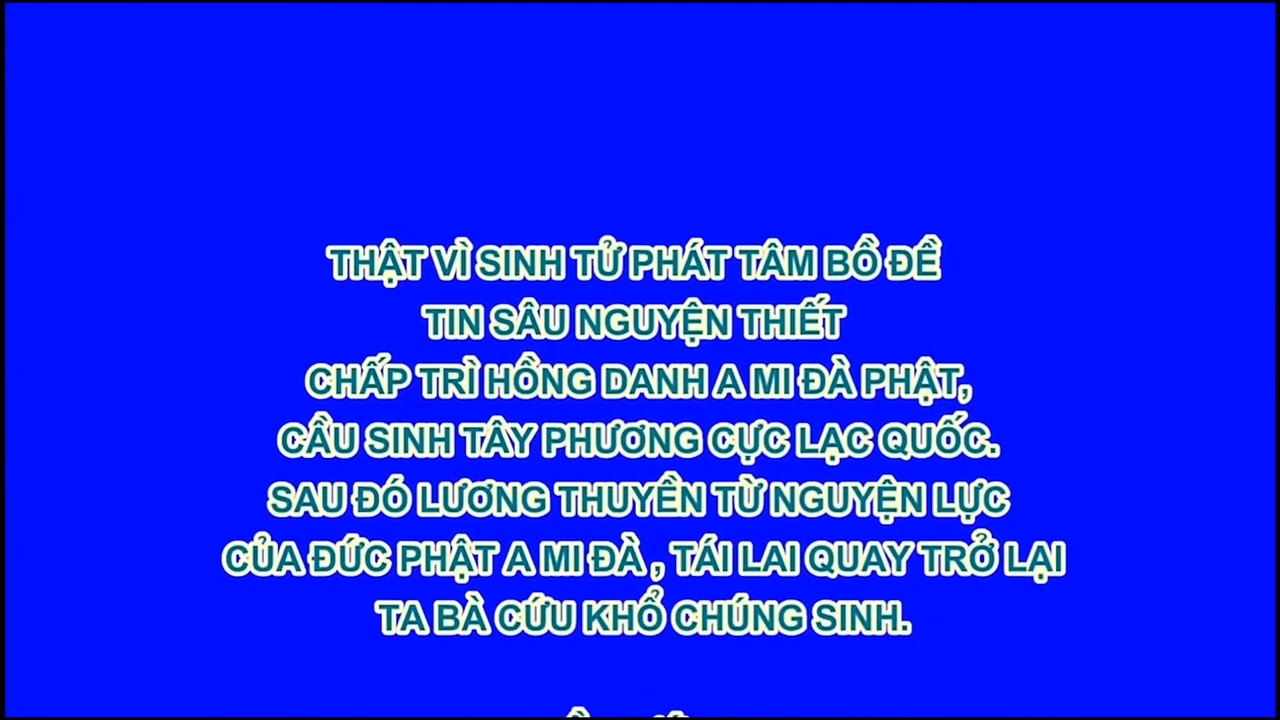 THẬT VÌ SINH TỬ PHÁT TÂM BỒ ĐỀ
TIN SÂU NGUYỆN THIẾT
CHẤP TRÌ HỒNG DANH A MI ĐÀ PHẬT,
CẦU SINH TÂY PHƯƠNG CỰC LẠC QUỐC.
SAU ĐÓ LƯƠNG THUYỀN TỪ NGUYỆN LỰC
CỦA ĐỨC PHẬT A MI ĐÀ , TÁI LAI QUAY TRỞ LẠI
TA BÀ CỨU KHỔ CHÚNG SINH.